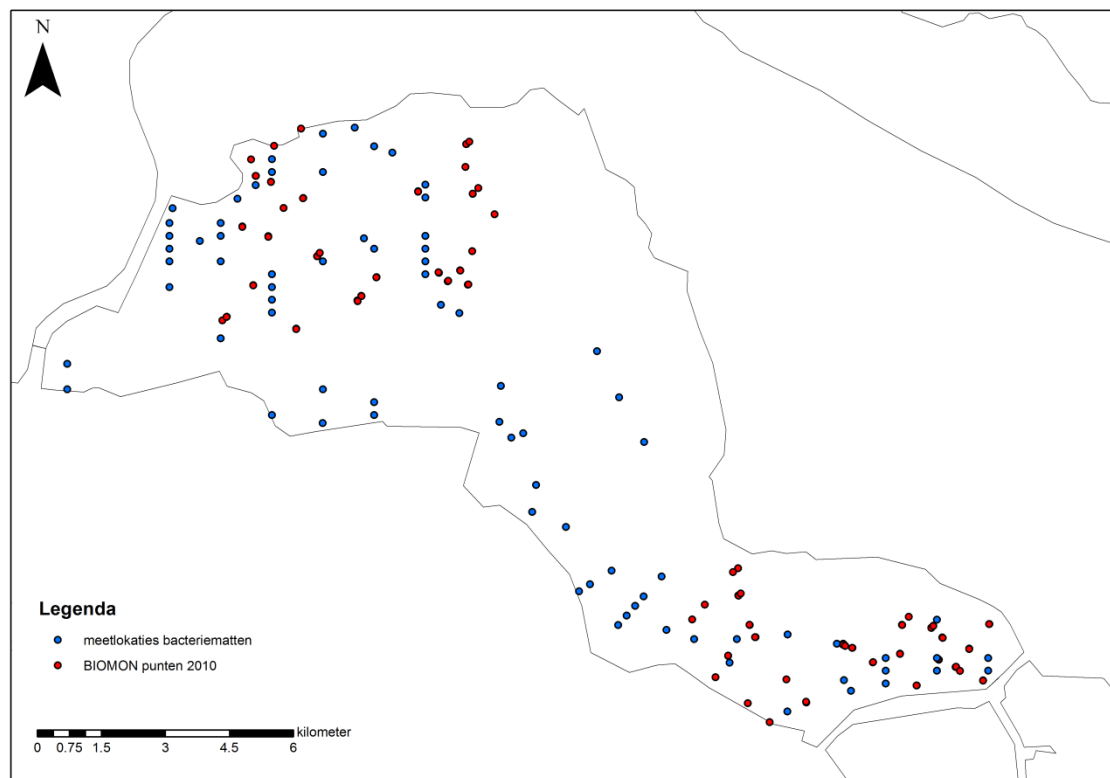 N
Legenda
meetlokaties bacteriematten
BIOMON punten 2010
kilometer
0 0.75 1.5 3 4.5 6